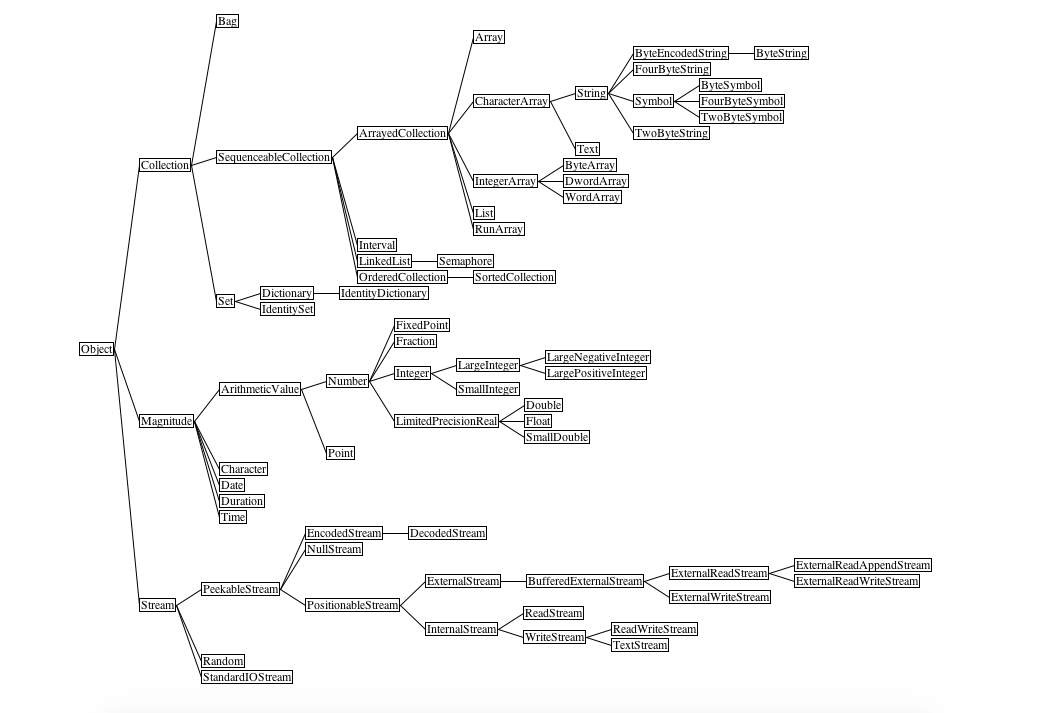 Bag
Array
ByteEncodedString
ByteString
FourByteString
ByteSymbol
String
CharacterArray
Symbol
FourByteSymbol
TwoByteSymbol
ArrayedCollection
TwoByteString
Text
SequenceableCollection
Collection
ByteArray
IntegerArray
DwordArray
WordArray
List
RunArray
Interval
LinkedList
Semaphore
OrderedCollection
SortedCollection
Dictionary
IdentityDictionary
Set
IdentitySet
FixedPoint
Fraction
Object
LargeNegativeInteger
LargeInteger
Integer
LargePositiveInteger
Number
ArithmeticValue
SmallInteger
Double
Magnitude
LimitedPrecisionReal
Float
SmallDouble
Point
Character
Date
Duration
Time
EncodedStream
DecodedStream
NullStream
ExternalReadAppendStream
ExternalReadStream
ExternalStream
BufferedExternalStream
ExternalReadWriteStream
PeekableStream
ExternalWriteStream
Stream
PositionableStream
ReadStream
InternalStream
ReadWriteStream
WriteStream
TextStream
Random
StandardIOStream